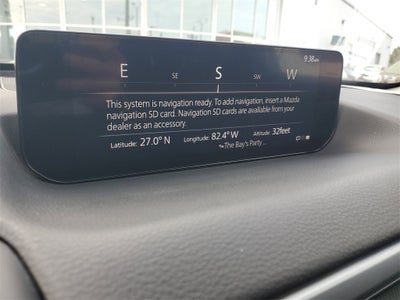 9:38am
E SE S SW W
This system is navigation ready. To add navigation, insert a Mazda
navigation SD card. Navigation SD cards are available from your
dealer as an accessory.
Latitude: 27.0° N Longitude: 82.4° W Altitude: 32feet
The Bay's Party ...